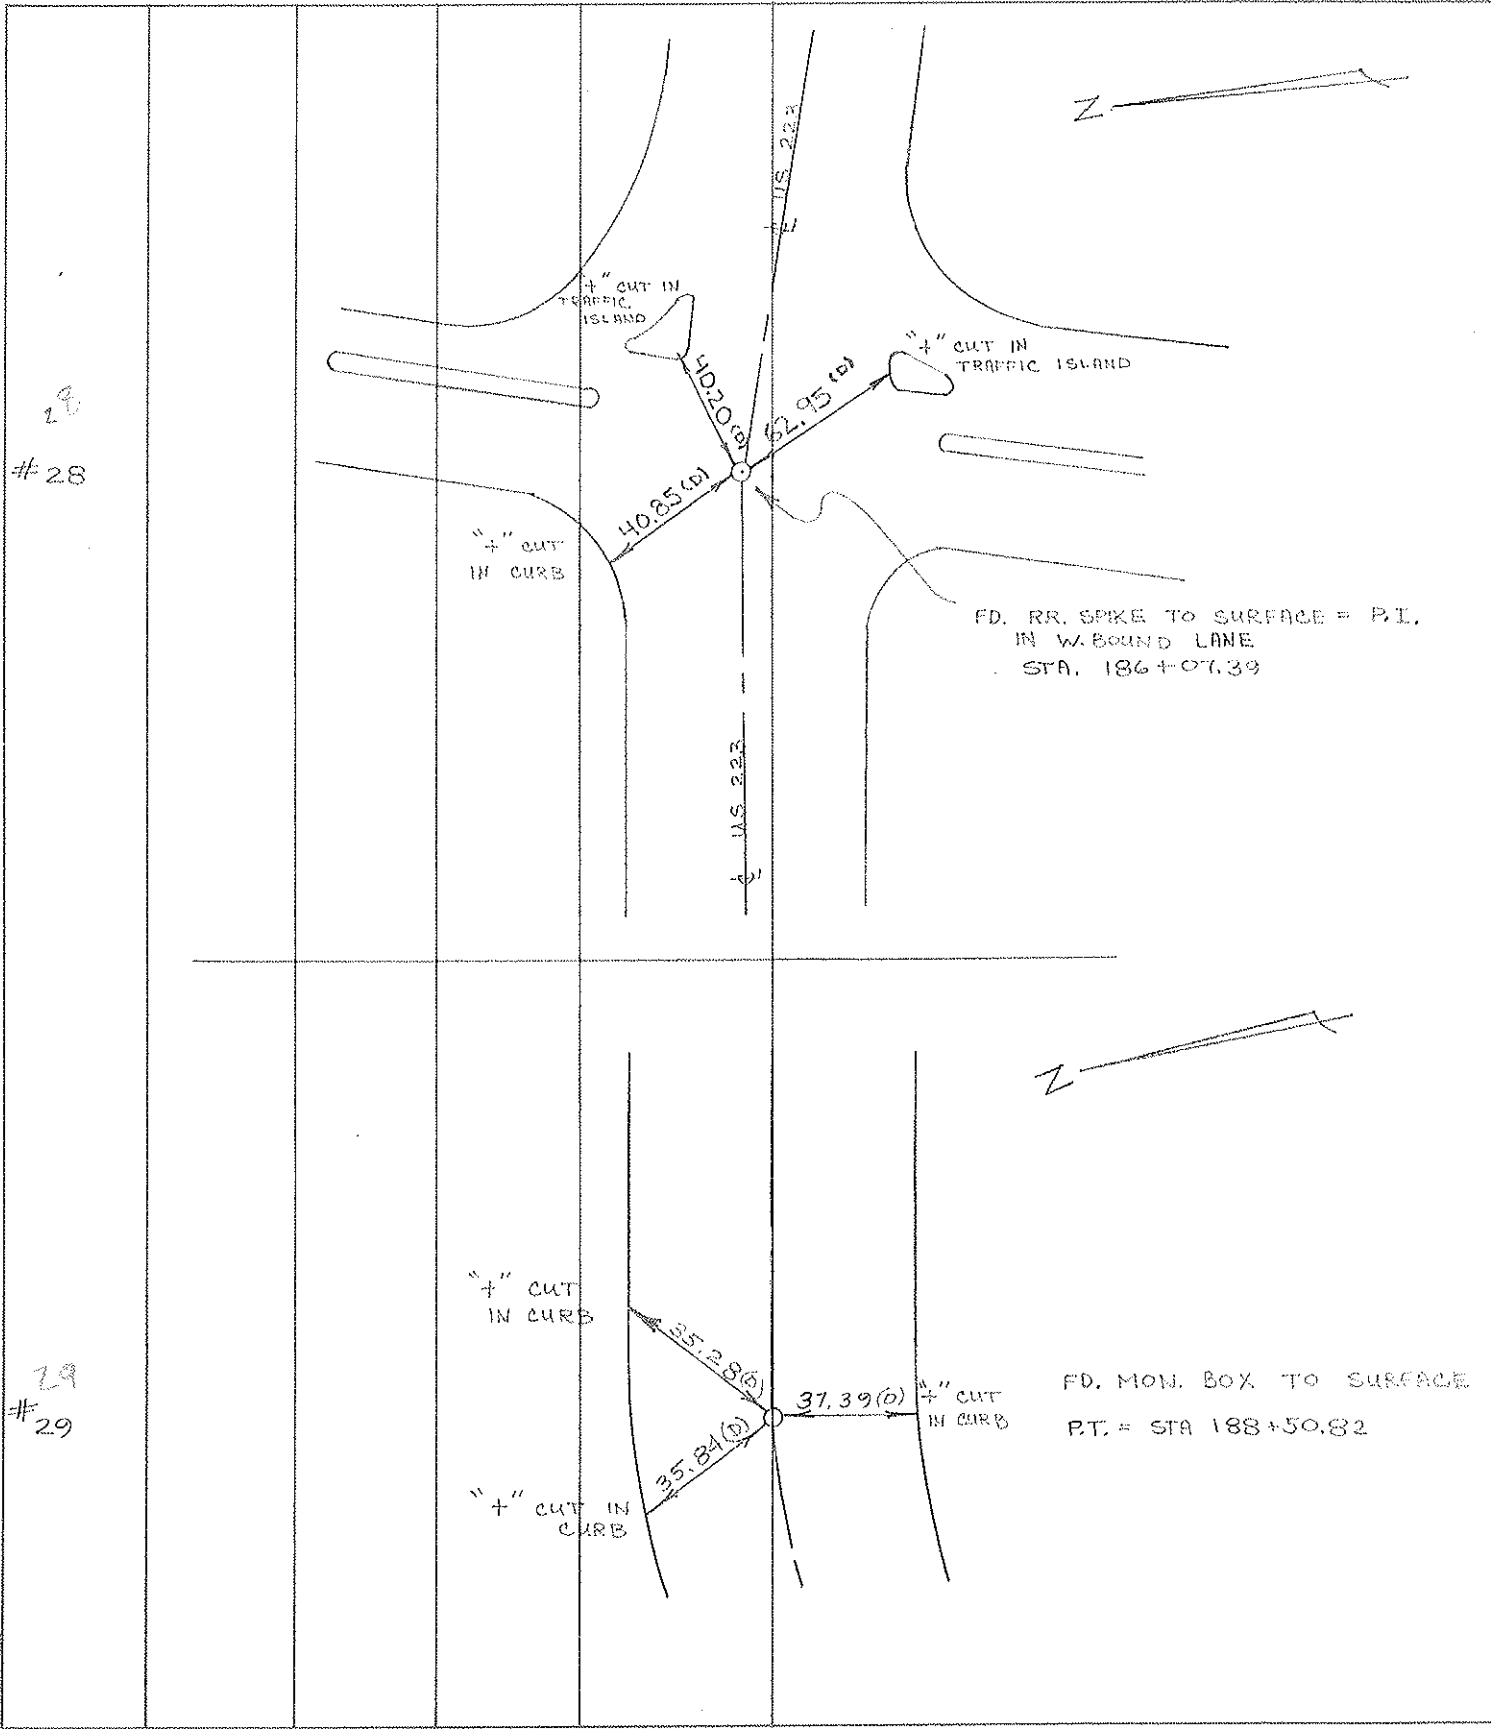 Z
US 223
"+" CUT IN
TRAFFIC
ISLAND
"+" CUT IN
TRAFFIC ISLAND
40.20 (D)
62.95 (D)
28
#28
40.85 (D)
"+" CUT
IN CURB
FD. RR. SPIKE TO SURFACE = P.I.
IN W. BOUND LANE
STA. 186+07.39
US 223
Z
"+" CUT
IN CURB
35.28 (D)
29
#29
37.39 (D)
"+" CUT
IN CURB
FD. MON. BOX TO SURFACE
P.T. = STA 188+50.82
35.84 (D)
"+" CUT IN
CURB